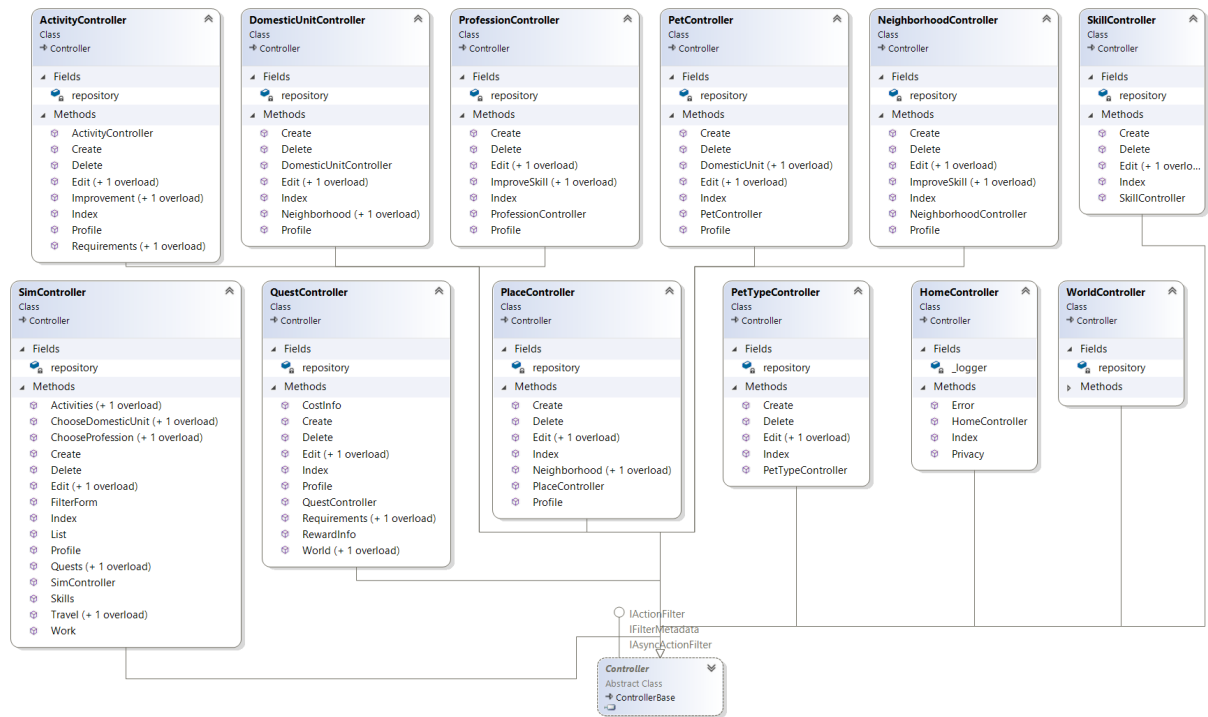 ActivityController
Class
Controller
Fields
repository
Methods
ActivityController
Create
Delete
Edit (+ 1 overload)
Improvement (+ 1 overload)
Index
Profile
Requirements (+ 1 overload)
DomesticUnitController
Class
Controller
Fields
repository
Methods
Create
Delete
DomesticUnitController
Edit (+ 1 overload)
Index
Neighborhood (+ 1 overload)
Profile
ProfessionController
Class
Controller
Fields
repository
Methods
Create
Delete
Edit (+ 1 overload)
ImproveSkill (+ 1 overload)
Index
ProfessionController
Profile
PetController
Class
Controller
Fields
repository
Methods
Create
Delete
DomesticUnit (+ 1 overload)
Edit (+ 1 overload)
Index
PetController
Profile
NeighborhoodController
Class
Controller
Fields
repository
Methods
Create
Delete
Edit (+ 1 overload)
ImproveSkill (+ 1 overload)
Index
NeighborhoodController
Profile
SkillController
Class
Controller
Fields
repository
Methods
Create
Delete
Edit (+ 1 overlo...
Index
SkillController
SimController
Class
Controller
Fields
repository
Methods
Activities (+ 1 overload)
ChooseDomesticUnit (+ 1 overload)
ChooseProfession (+ 1 overload)
Create
Delete
Edit (+ 1 overload)
FilterForm
Index
List
Profile
Quests (+ 1 overload)
SimController
Skills
Travel (+ 1 overload)
Work
QuestController
Class
Controller
Fields
repository
Methods
CostInfo
Create
Delete
Edit (+ 1 overload)
Index
Profile
QuestController
Requirements (+ 1 overload)
RewardInfo
World (+ 1 overload)
PlaceController
Class
Controller
Fields
repository
Methods
Create
Delete
Edit (+ 1 overload)
Index
Neighborhood (+ 1 overload)
PlaceController
Profile
PetTypeController
Class
Controller
Fields
repository
Methods
Create
Delete
Edit (+ 1 overload)
Index
PetTypeController
HomeController
Class
Controller
Fields
_logger
Methods
Error
HomeController
Index
Privacy
WorldController
Class
Controller
Fields
repository
Methods
IActionFilter
IFilterMetadata
IAsyncActionFilter
Controller
Abstract Class
ControllerBase